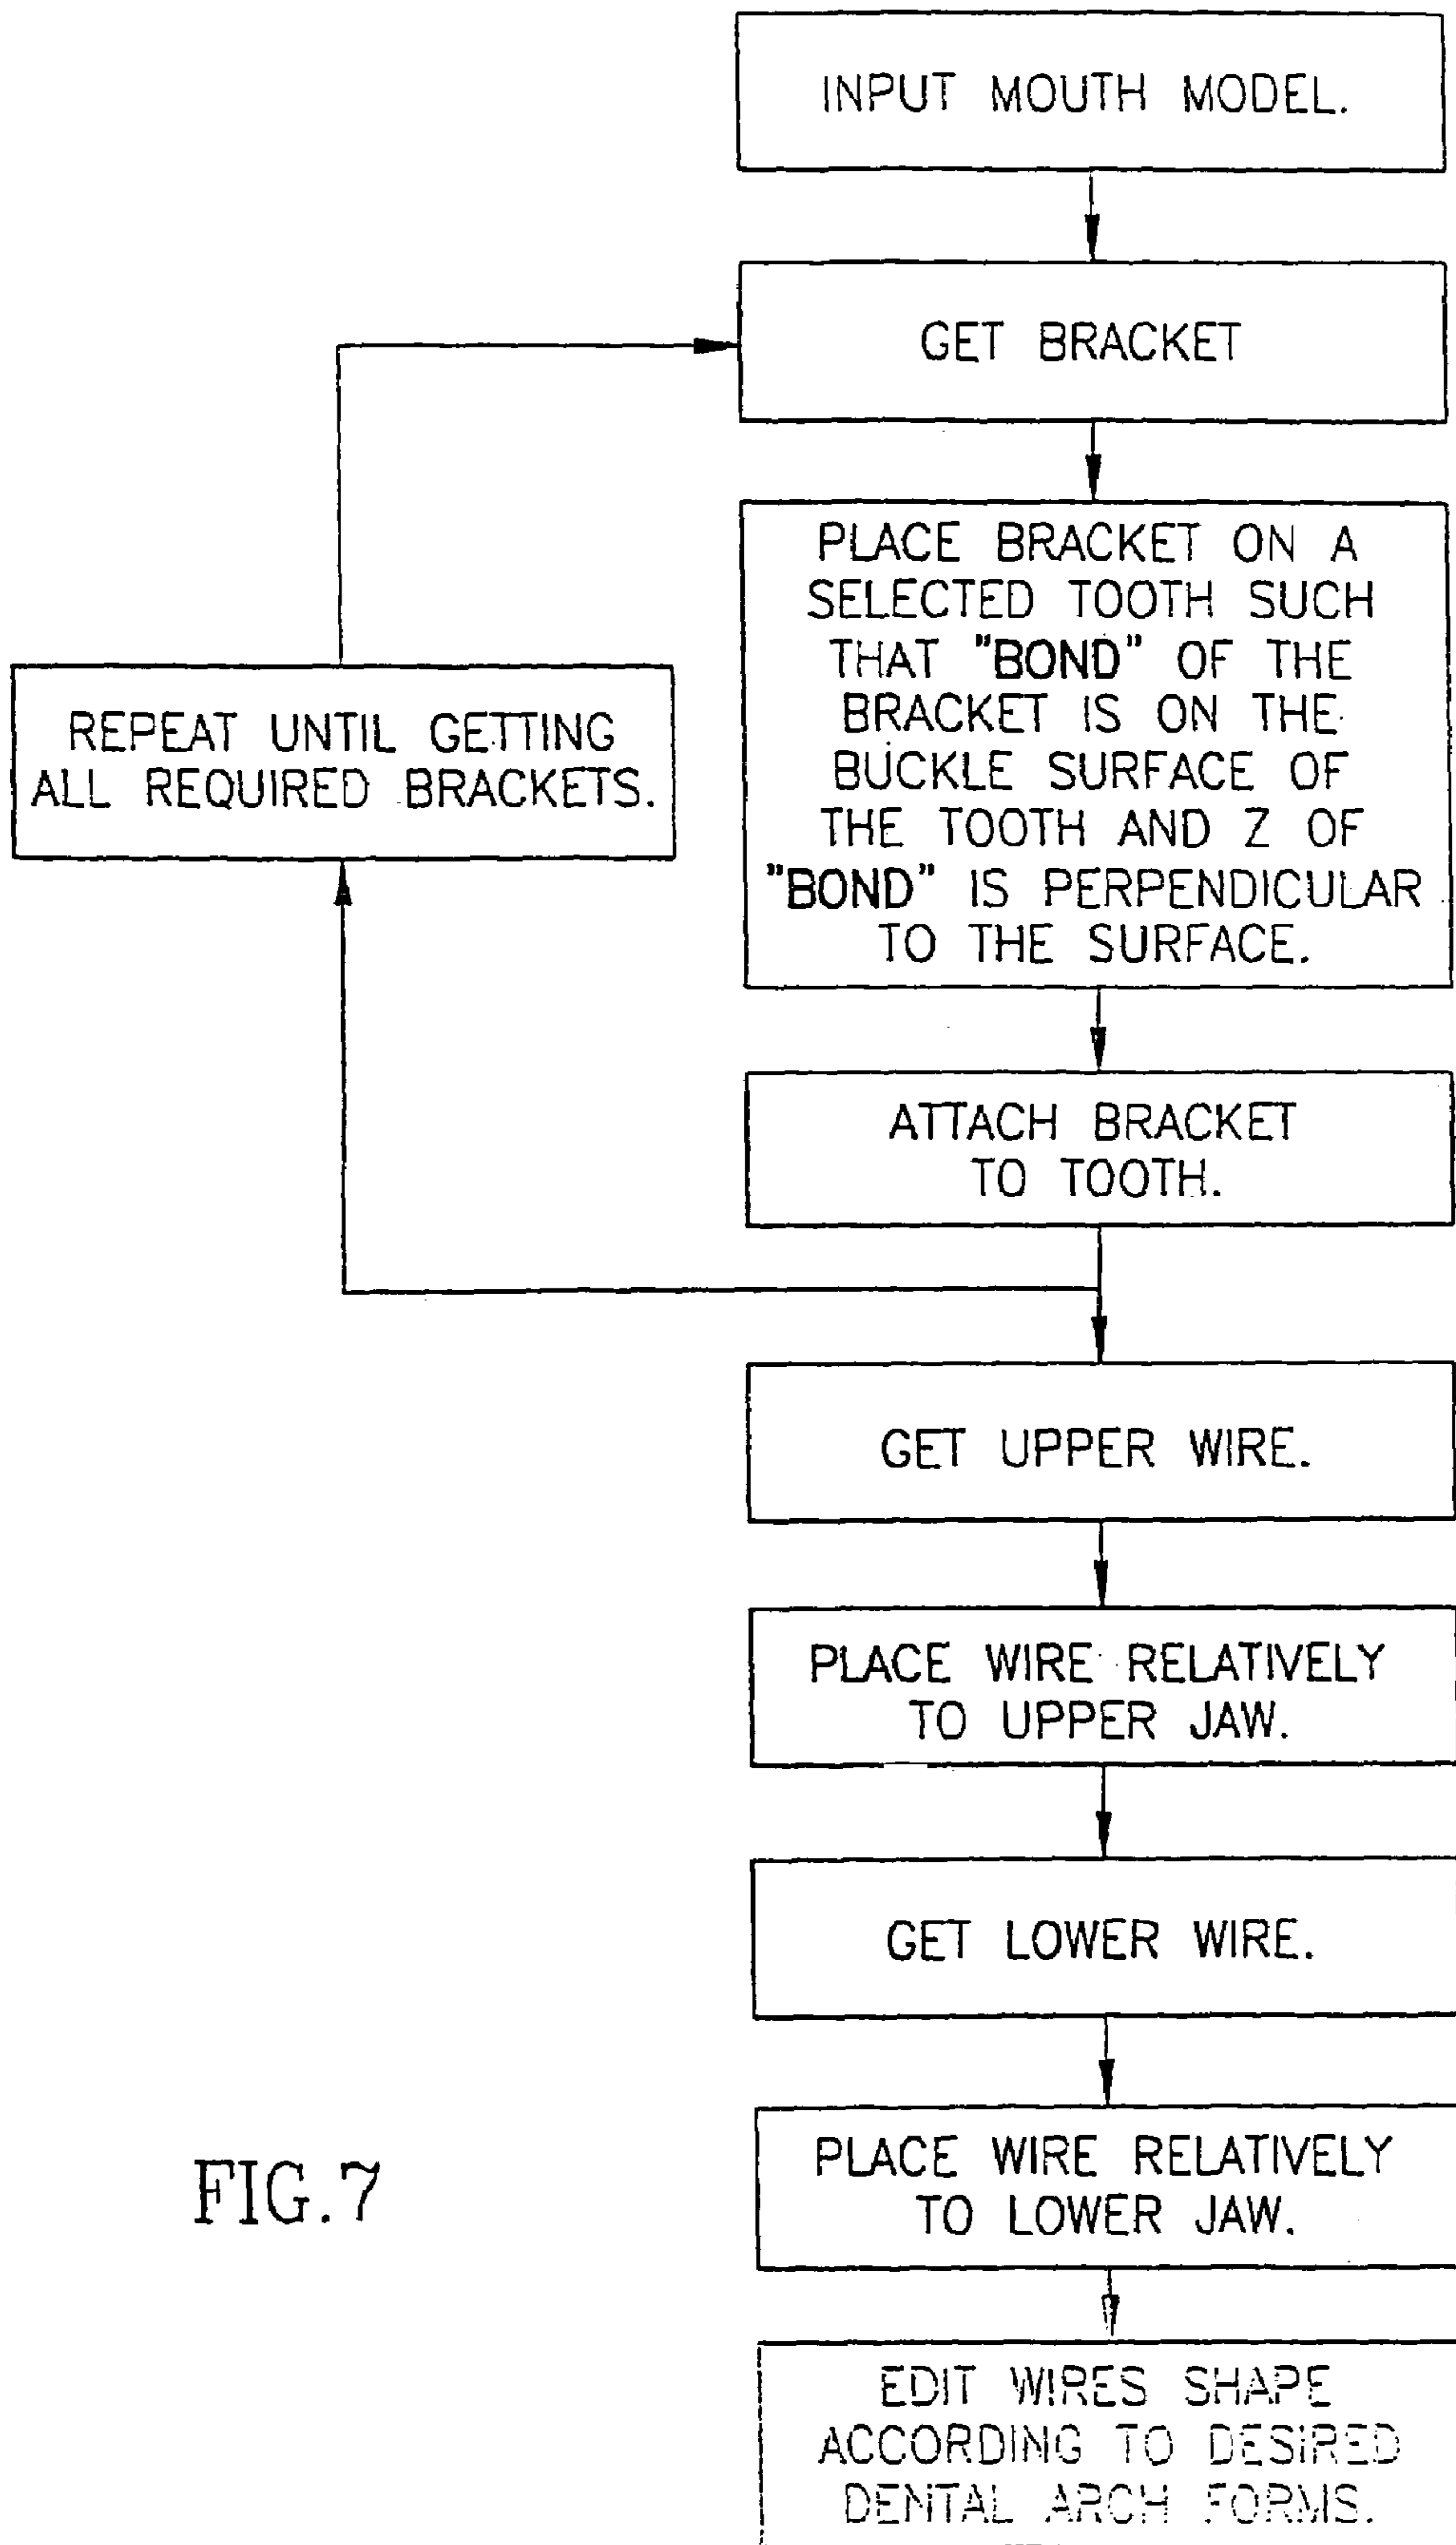 INPUT MOUTH MODEL.
GET BRACKET
PLACE BRACKET ON A
SELECTED TOOTH SUCH
THAT "BOND" OF THE
BRACKET IS ON THE
BUCKLE SURFACE OF
THE TOOTH AND Z OF
"BOND" IS PERPENDICULAR
TO THE SURFACE.
REPEAT UNTIL GETTING
ALL REQUIRED BRACKETS.
ATTACH BRACKET
TO TOOTH.
GET UPPER WIRE.
PLACE WIRE RELATIVELY
TO UPPER JAW.
GET LOWER WIRE.
PLACE WIRE RELATIVELY
TO LOWER JAW.
EDIT WIRES SHAPE
ACCORDING TO DESIRED
DENTAL ARCH FORMS.
FIG.7